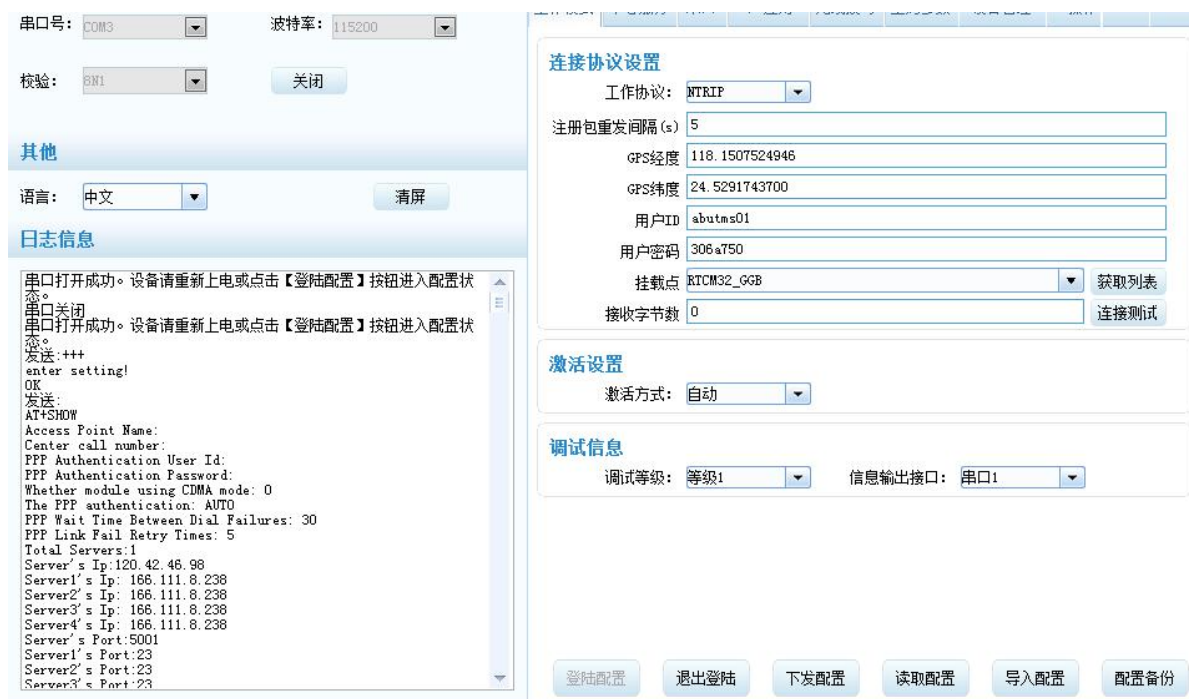 串口号： COM3 波特率： 115200
校验： 8N1 关闭
其他
语言： 中文 清屏
日志信息
串口打开成功。设备请重新上电或点击【登陆配置】按钮进入配置状
态。
串口关闭
串口打开成功。设备请重新上电或点击【登陆配置】按钮进入配置状
态。
发送:+++
enter setting!
OK
发送:
AT+SHOW
Access Point Name:
Center call number:
PPP Authentication User Id:
PPP Authentication Password:
Whether module using CDMA mode: 0
The PPP authentication: AUTO
PPP Wait Time Between Dial Failures: 30
PPP Link Fail Retry Times: 5
Total Servers:1
Server's Ip:120.42.46.98
Server1's Ip: 166.111.8.238
Server2's Ip: 166.111.8.238
Server3's Ip: 166.111.8.238
Server4's Ip: 166.111.8.238
Server's Port:5001
Server1's Port:23
Server2's Port:23
Server3's Port:23
连接协议设置
工作协议： NTRIP
注册包重发间隔(s) 5
GPS经度 118.1507524946
GPS纬度 24.5291743700
用户ID abutms01
用户密码 306a750
挂载点 RTCM32_GGB 获取列表
接收字节数 0 连接测试
激活设置
激活方式： 自动
调试信息
调试等级： 等级1 信息输出接口： 串口1
登陆配置 退出登陆 下发配置 读取配置 导入配置 配置备份